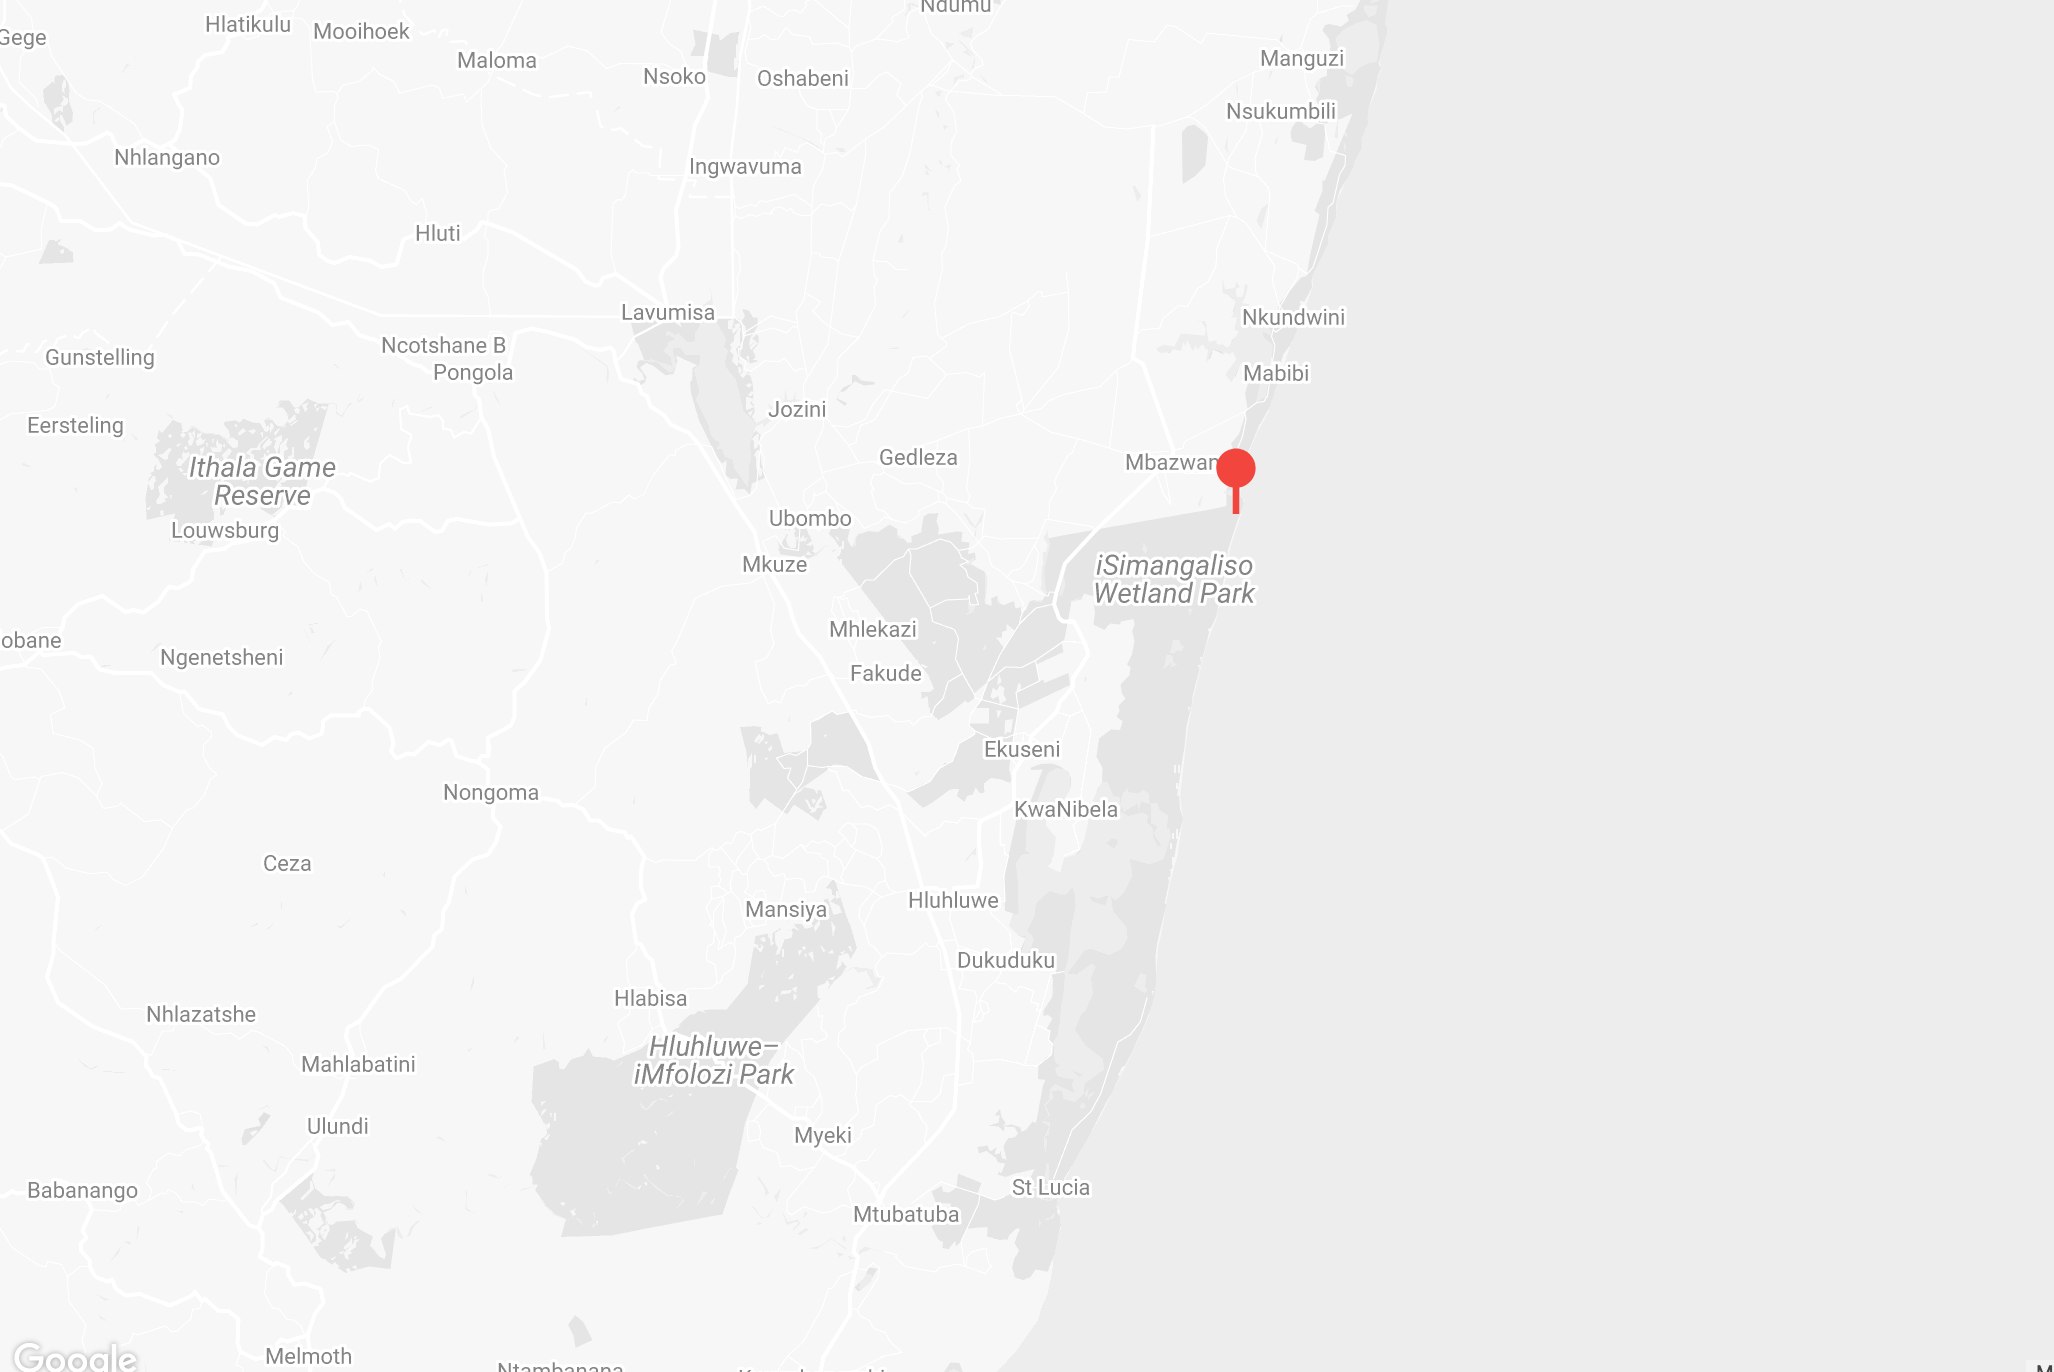 Ndumu
Hlatikulu
Mooihoek
Gege
Maloma
Manguzi
Nsoko
Oshabeni
Nsukumbili
Nhlangano
Ingwavuma
Hluti
Lavumisa
Nkundwini
Ncotshane B
Gunstelling
Pongola
Mabibi
Jozini
Eersteling
Gedleza
Mbazwan
Ithala Game
Reserve
Louwsburg
Ubombo
Mkuze
iSimangaliso
Wetland Park
Mhlekazi
obane
Ngenetsheni
Fakude
Ekuseni
Nongoma
KwaNibela
Ceza
Hluhluwe
Mansiya
Dukuduku
Hlabisa
Nhlazatshe
Hluhluwe–
iMfolozi Park
Mahlabatini
Ulundi
Myeki
Babanango
St Lucia
Mtubatuba
Melmoth
Google
Ntambanana